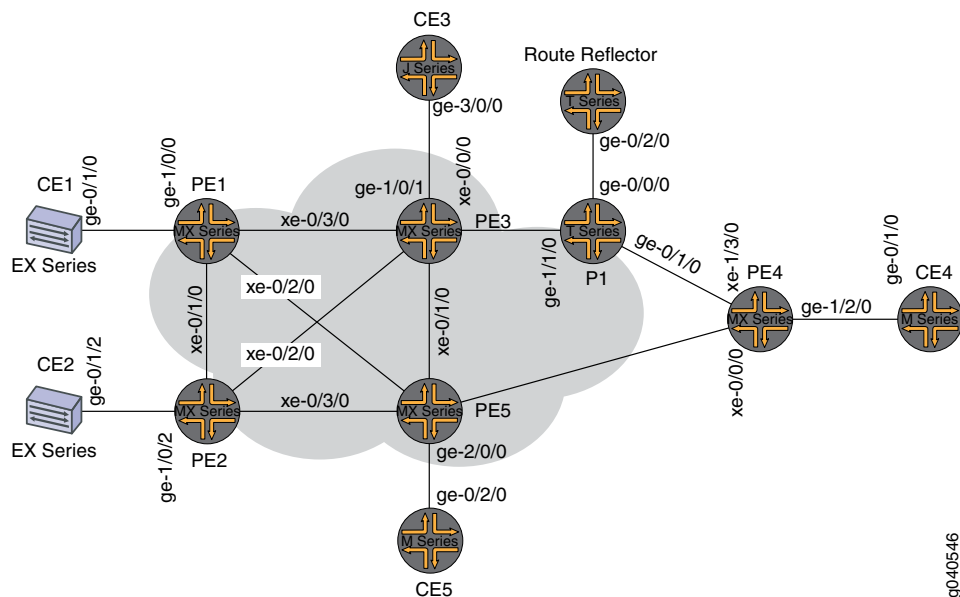 CE3
J Series
ge-3/0/0
Route Reflector
T Series
ge-0/2/0
CE1
ge-0/1/0
EX Series
ge-1/0/0
PE1
MX Series
xe-0/3/0
ge-1/0/1
xe-0/0/0
MX Series
PE3
ge-0/0/0
T Series
P1
ge-1/1/0
ge-0/1/0
xe-1/3/0
PE4
MX Series
xe-0/0/0
ge-1/2/0
ge-0/1/0
CE4
M Series
xe-0/2/0
xe-0/1/0
xe-0/2/0
xe-0/1/0
CE2
ge-0/1/2
EX Series
ge-1/0/2
MX Series
PE2
xe-0/3/0
MX Series
PE5
ge-2/0/0
ge-0/2/0
M Series
CE5
g040546